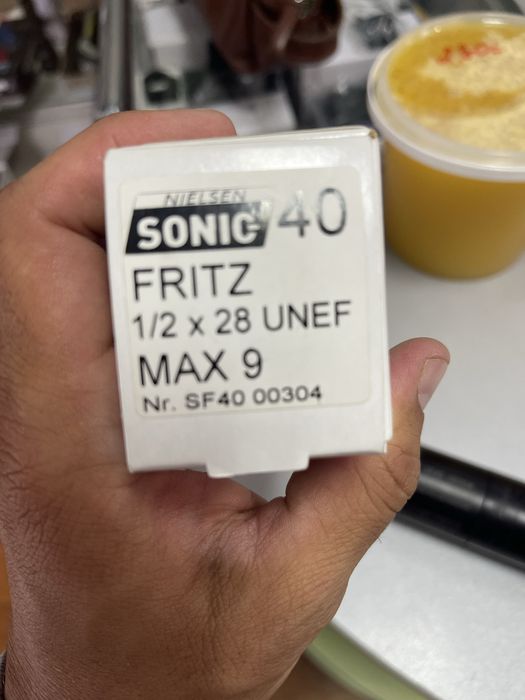 NIELSEN
SONIC 40
FRITZ
1/2 x 28 UNEF
MAX 9
Nr. SF40 00304